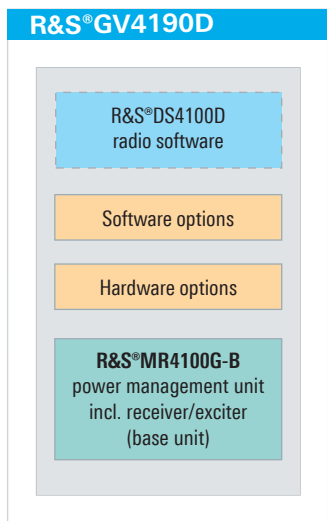 R&S®GV4190D
R&S®DS4100D
radio software
Software options
Hardware options
R&S®MR4100G-B
power management unit
incl. receiver/exciter
(base unit)